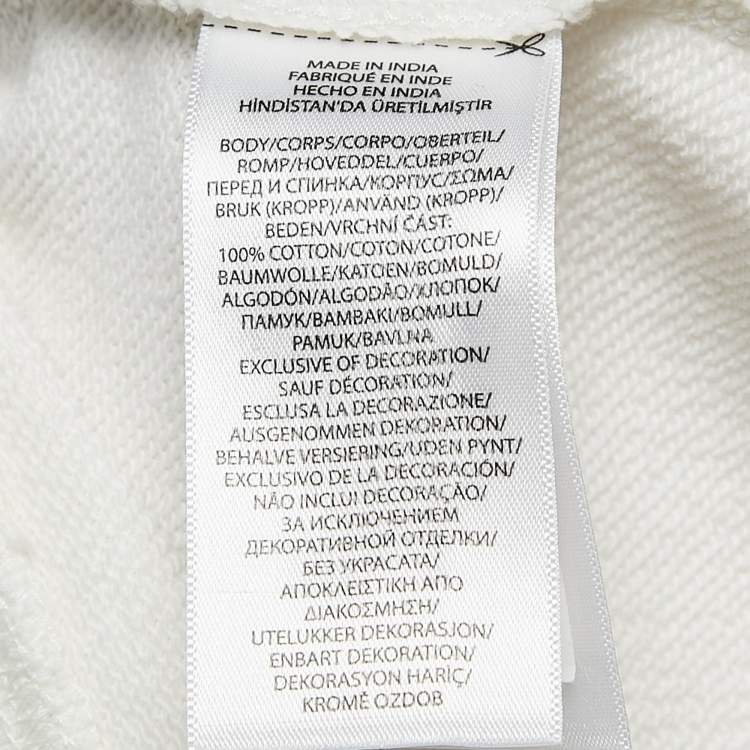 MADE IN INDIA
FABRIQUÉ EN INDE
HECHO EN INDIA
HİNDİSTAN'DA ÜRETİLMİŞTİR
BODY/CORPS/CORPO/OBERTEIL/
ROMP/HOVEDDEL/CUERPO/
ПЕРЕД И СПИНКА/КОРПУС/ΣΩΜΑ/
BRUK (KROPP)/ANVÄND (KROPP)/
BEDEN/VRCHNÍ ČÁST:
100% COTTON/COTON/COTONE/
BAUMWOLLE/KATOEN/BOMULD/
ALGODÓN/ALGODÃO/ХЛОПОК/
ПАМУК/ΒΑΜΒΑΚΙ/BOMULL/
PAMUK/BAVLNA
EXCLUSIVE OF DECORATION/
SAUF DÉCORATION/
ESCLUSA LA DECORAZIONE/
AUSGENOMMEN DEKORATION/
BEHALVE VERSIERING/UDEN PYNT/
EXCLUSIVO DE LA DECORACIÓN/
NÃO INCLUI DECORAÇÃO/
ЗА ИСКЛЮЧЕНИЕМ
ДЕКОРАТИВНОЙ ОТДЕЛКИ/
БЕЗ УКРАСАТА/
ΑΠΟΚΛΕΙΣΤΙΚΗ ΑΠΟ
ΔΙΑΚΟΣΜΗΣΗ/
UTELUKKER DEKORASJON/
ENBART DEKORATION/
DEKORASYON HARİÇ/
KROMĚ OZDOB